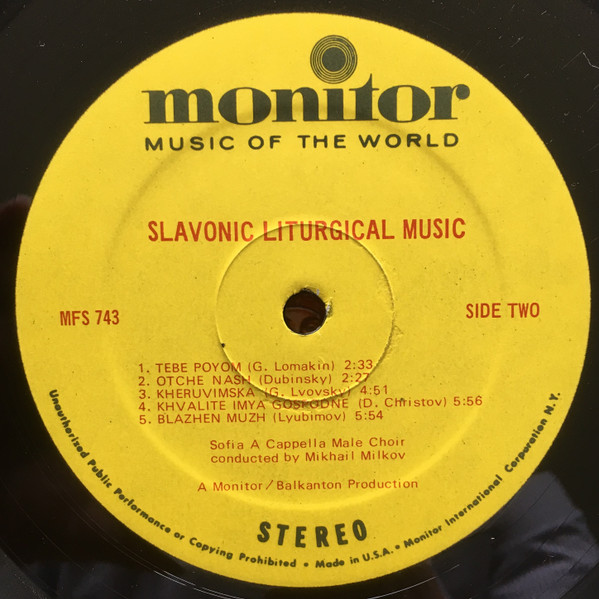 monitor
MUSIC OF THE WORLD
SLAVONIC LITURGICAL MUSIC
MFS 743
SIDE TWO
1. TEBE POYOM (G. Lomakin) 2:33
2. OTCHE NASH (Dubinsky) 2:27
3. KHERUVIMSKA (G. Lvovsky) 4:51
4. KHVALITE IMYA GOSPODNE (D. Christov) 5:56
5. BLAZHEN MUZH (Lyubimov) 5:54
Sofia A Cappella Male Choir
conducted by Mikhail Milkov
A Monitor/Balkanton Production
STEREO
Unauthorized Public Performance or Copying Prohibited • Made in U.S.A. • Monitor International Corporation N.Y.